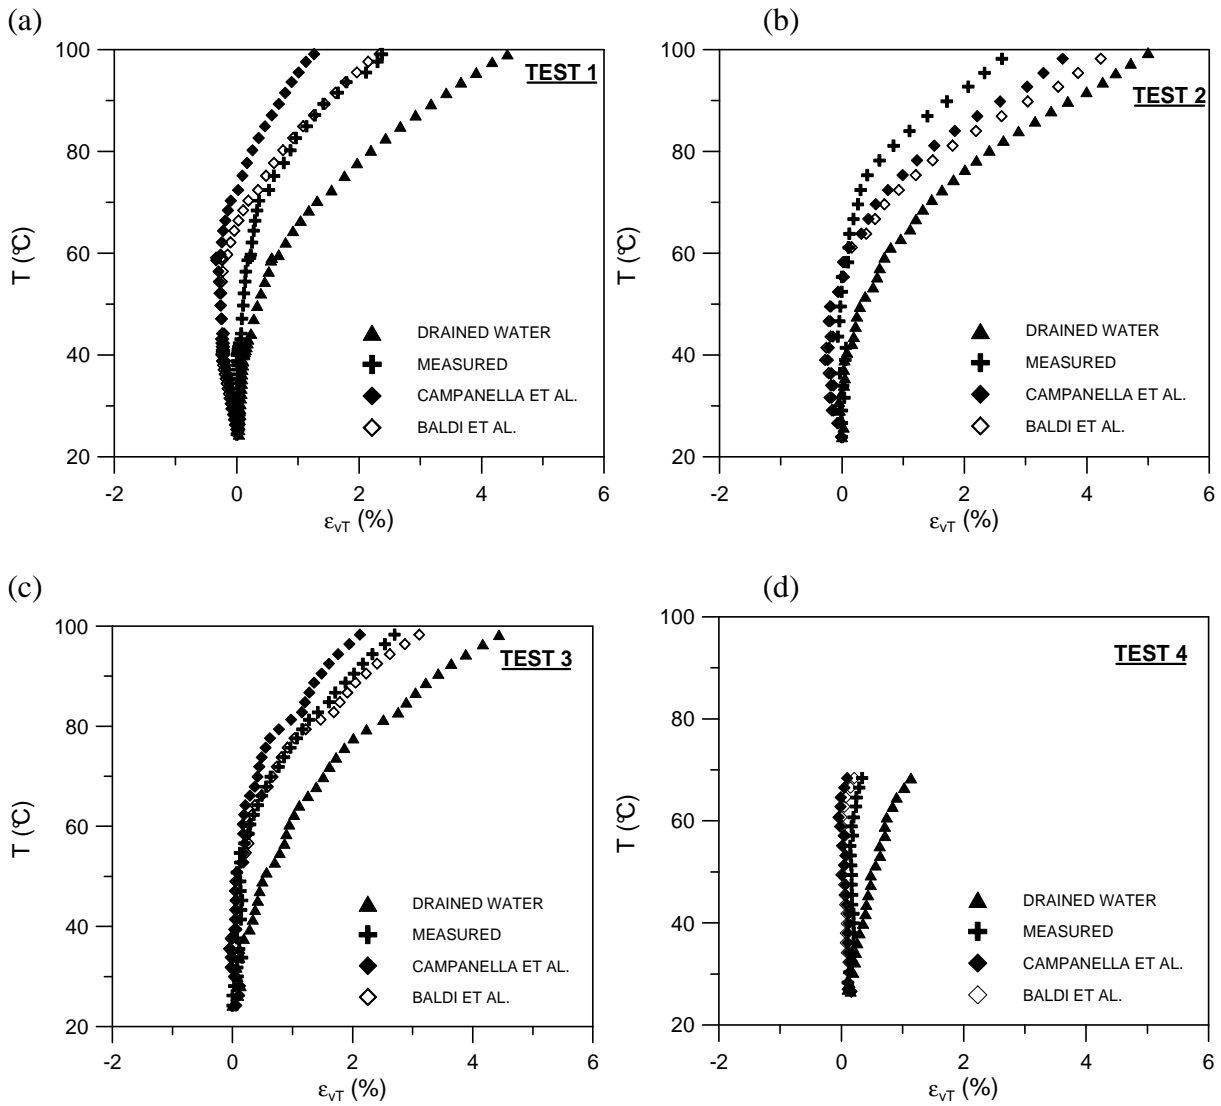 (a)
100
80
60
40
20
T (°C)
TEST 1
DRAINED WATER
MEASURED
CAMPANELLA ET AL.
BALDI ET AL.
-2 0 2 4 6
εvT (%)
(b)
100
80
60
40
20
T (°C)
TEST 2
DRAINED WATER
MEASURED
CAMPANELLA ET AL.
BALDI ET AL.
-2 0 2 4 6
εvT (%)
(c)
100
80
60
40
20
T (°C)
TEST 3
DRAINED WATER
MEASURED
CAMPANELLA ET AL.
BALDI ET AL.
-2 0 2 4 6
εvT (%)
(d)
100
80
60
40
20
T (°C)
TEST 4
DRAINED WATER
MEASURED
CAMPANELLA ET AL.
BALDI ET AL.
-2 0 2 4 6
εvT (%)